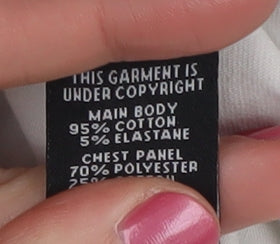 THIS GARMENT IS
UNDER COPYRIGHT
MAIN BODY
95% COTTON
5% ELASTANE
CHEST PANEL
70% POLYESTER